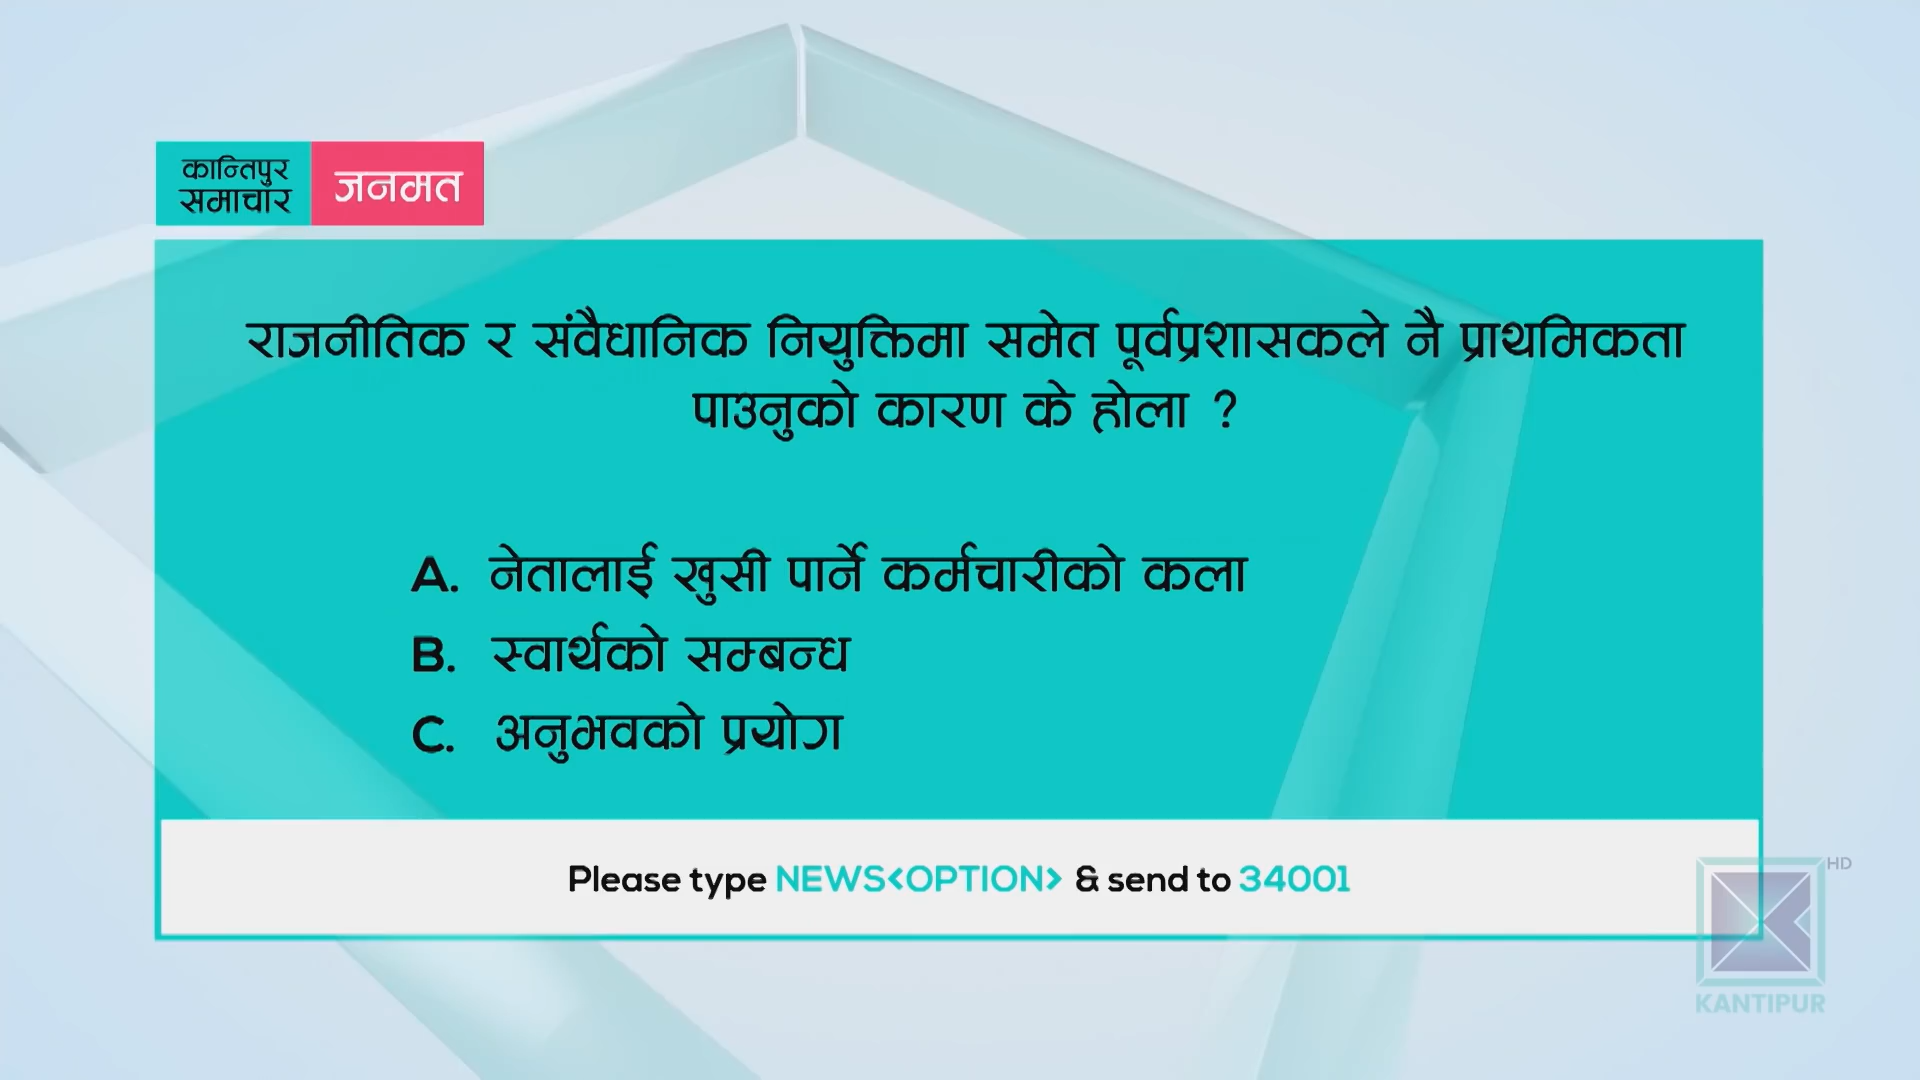 कान्तिपुर
समाचार
जनमत
राजनीतिक र संवैधानिक नियुक्तिमा समेत पूर्वप्रशासकले नै प्राथमिकता
पाउनुको कारण के होला ?
A. नेतालाई खुसी पार्ने कर्मचारीको कला
B. स्वार्थको सम्बन्ध
C. अनुभवको प्रयोग
Please type NEWS<OPTION> & send to 34001
HD
KANTIPUR